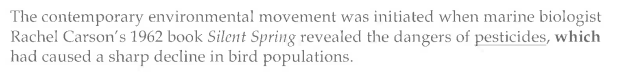 The contemporary environmental movement was initiated when marine biologist
Rachel Carson's 1962 book Silent Spring revealed the dangers of pesticides, which
had caused a sharp decline in bird populations.